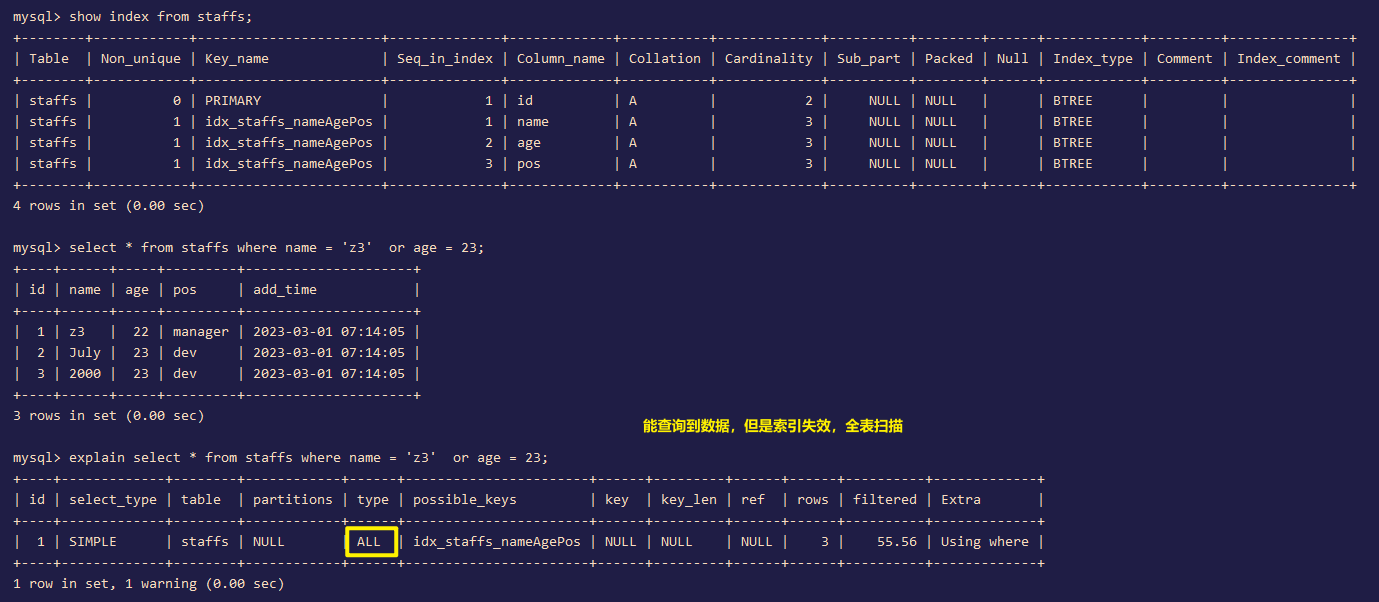 mysql> show index from staffs;
+--------+------------+------------------------+--------------+-------------+-----------+-------------+----------+--------+------+------------+---------+---------------+
| Table  | Non_unique | Key_name               | Seq_in_index | Column_name | Collation | Cardinality | Sub_part | Packed | Null | Index_type | Comment | Index_comment |
+--------+------------+------------------------+--------------+-------------+-----------+-------------+----------+--------+------+------------+---------+---------------+
| staffs |          0 | PRIMARY               |            1 | id          | A         |           2 |     NULL | NULL   |      | BTREE      |         |               |
| staffs |          1 | idx_staffs_nameAgePos |            1 | name        | A         |           3 |     NULL | NULL   |      | BTREE      |         |               |
| staffs |          1 | idx_staffs_nameAgePos |            2 | age         | A         |           3 |     NULL | NULL   |      | BTREE      |         |               |
| staffs |          1 | idx_staffs_nameAgePos |            3 | pos         | A         |           3 |     NULL | NULL   |      | BTREE      |         |               |
+--------+------------+------------------------+--------------+-------------+-----------+-------------+----------+--------+------+------------+---------+---------------+
4 rows in set (0.00 sec)
mysql> select * from staffs where name = 'z3'  or age = 23;
+----+------+-----+---------+---------------------+
| id | name | age | pos     | add_time            |
+----+------+-----+---------+---------------------+
|  1 | z3   |  22 | manager | 2023-03-01 07:14:05 |
|  2 | July |  23 | dev     | 2023-03-01 07:14:05 |
|  3 | 2000 |  23 | dev     | 2023-03-01 07:14:05 |
+----+------+-----+---------+---------------------+
3 rows in set (0.00 sec)
能查询到数据，但是索引失效，全表扫描
mysql> explain select * from staffs where name = 'z3'  or age = 23;
+----+-------------+--------+------------+------+-----------------------+------+---------+------+------+----------+-------------+
| id | select_type | table  | partitions | type | possible_keys         | key  | key_len | ref  | rows | filtered | Extra       |
+----+-------------+--------+------------+------+-----------------------+------+---------+------+------+----------+-------------+
|  1 | SIMPLE      | staffs | NULL       | ALL  | idx_staffs_nameAgePos | NULL | NULL    | NULL |    3 |    55.56 | Using where |
+----+-------------+--------+------------+------+-----------------------+------+---------+------+------+----------+-------------+
1 row in set, 1 warning (0.00 sec)